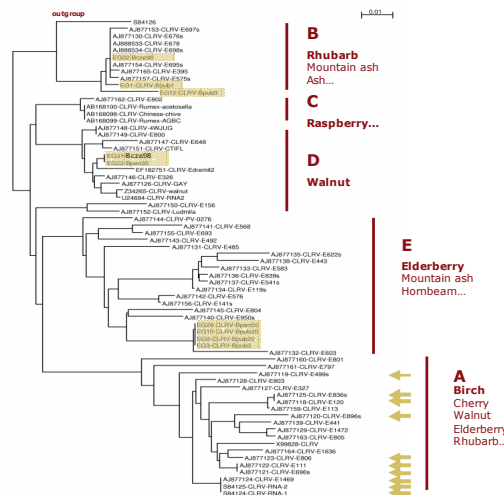 outgroup
0.01
S84126
AJ877153-CLRV-E697s
AJ877130-CLRV-E676s
AJ888533-CLRV-E678
AJ888534-CLRV-E698s
AJ877154-CLRV-E695s
AJ877165-CLRV-E395
AJ877157-CLRV-E575s
B
Rhubarb
Mountain ash
Ash...
AJ877162-CLRV-E802
AB168100-CLRV-Rumex-acetosella
AB168098-CLRV-Chinese-chive
AB168099-CLRV-Rumex-AGBC
C
Raspberry...
AJ877148-CLRV-4WJUG
AJ877149-CLRV-E800
AJ877147-CLRV-E648
AJ877151-CLRV-CTIFL
EF182751-CLRV-Edremit2
AJ877146-CLRV-E326
AJ877126-CLRV-GAY
Z34265-CLRV-walnut
U24694-CLRV-RNA2
D
Walnut
AJ877150-CLRV-E156
AJ877152-CLRV-Ludmila
AJ877144-CLRV-PV-0276
AJ877141-CLRV-E568
AJ877155-CLRV-E693
AJ877143-CLRV-E492
AJ877131-CLRV-E485
AJ877135-CLRV-E622s
AJ877138-CLRV-E443
AJ877133-CLRV-E583
AJ877136-CLRV-E839s
AJ877137-CLRV-E541s
AJ877134-CLRV-E119s
AJ877142-CLRV-E576
AJ877156-CLRV-E141s
AJ877145-CLRV-E804
AJ877140-CLRV-E950s
AJ877132-CLRV-E603
E
Elderberry
Mountain ash
Hornbeam...
AJ877160-CLRV-E801
AJ877161-CLRV-E797
AJ877119-CLRV-E499s
AJ877128-CLRV-E803
AJ877127-CLRV-E327
AJ877125-CLRV-E836s
AJ877118-CLRV-E120
AJ877159-CLRV-E113
AJ877120-CLRV-E896s
AJ877139-CLRV-E441
AJ877129-CLRV-E1472
AJ877163-CLRV-E805
X99828-CLRV
AJ877164-CLRV-E1636
AJ877123-CLRV-E806
AJ877122-CLRV-E111
AJ877121-CLRV-E696s
AJ877124-CLRV-E1469
S84125-CLRV-RNA-2
S84124-CLRV-RNA-1
A
Birch
Cherry
Walnut
Elderberry
Rhubarb...